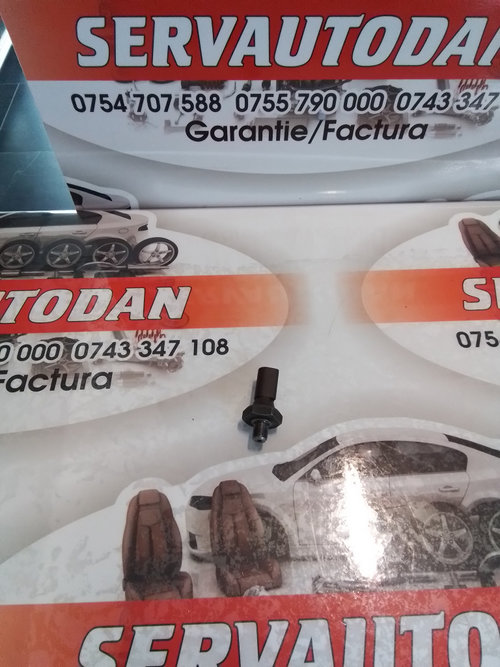 SERVAUTODAN
0754 707 588 0755 790 000 0743 347
Garantie/Factura
TODAN
0 000 0743 347 108
Factura
S
075
SERVAUTO